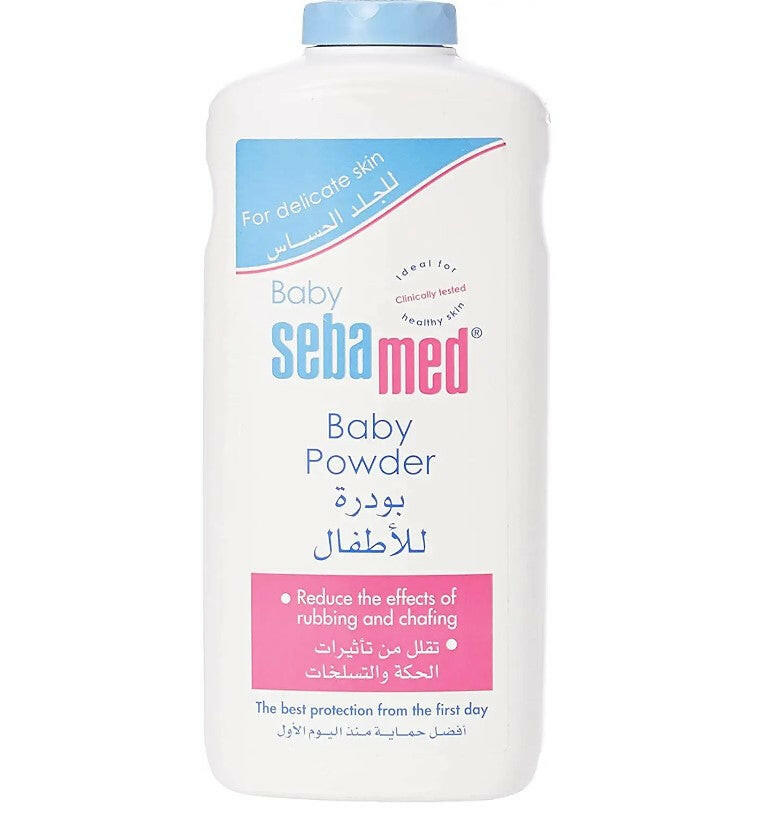 For delicate skin
للجلد الحساس
Baby
sebamed®
Ideal for
Clinically tested
healthy skin
Baby
Powder
بودرة
للأطفال
• Reduce the effects of
rubbing and chafing
• تقلل من تأثيرات
الحكة والتسلخات
The best protection from the first day
أفضل حماية منذ اليوم الأول